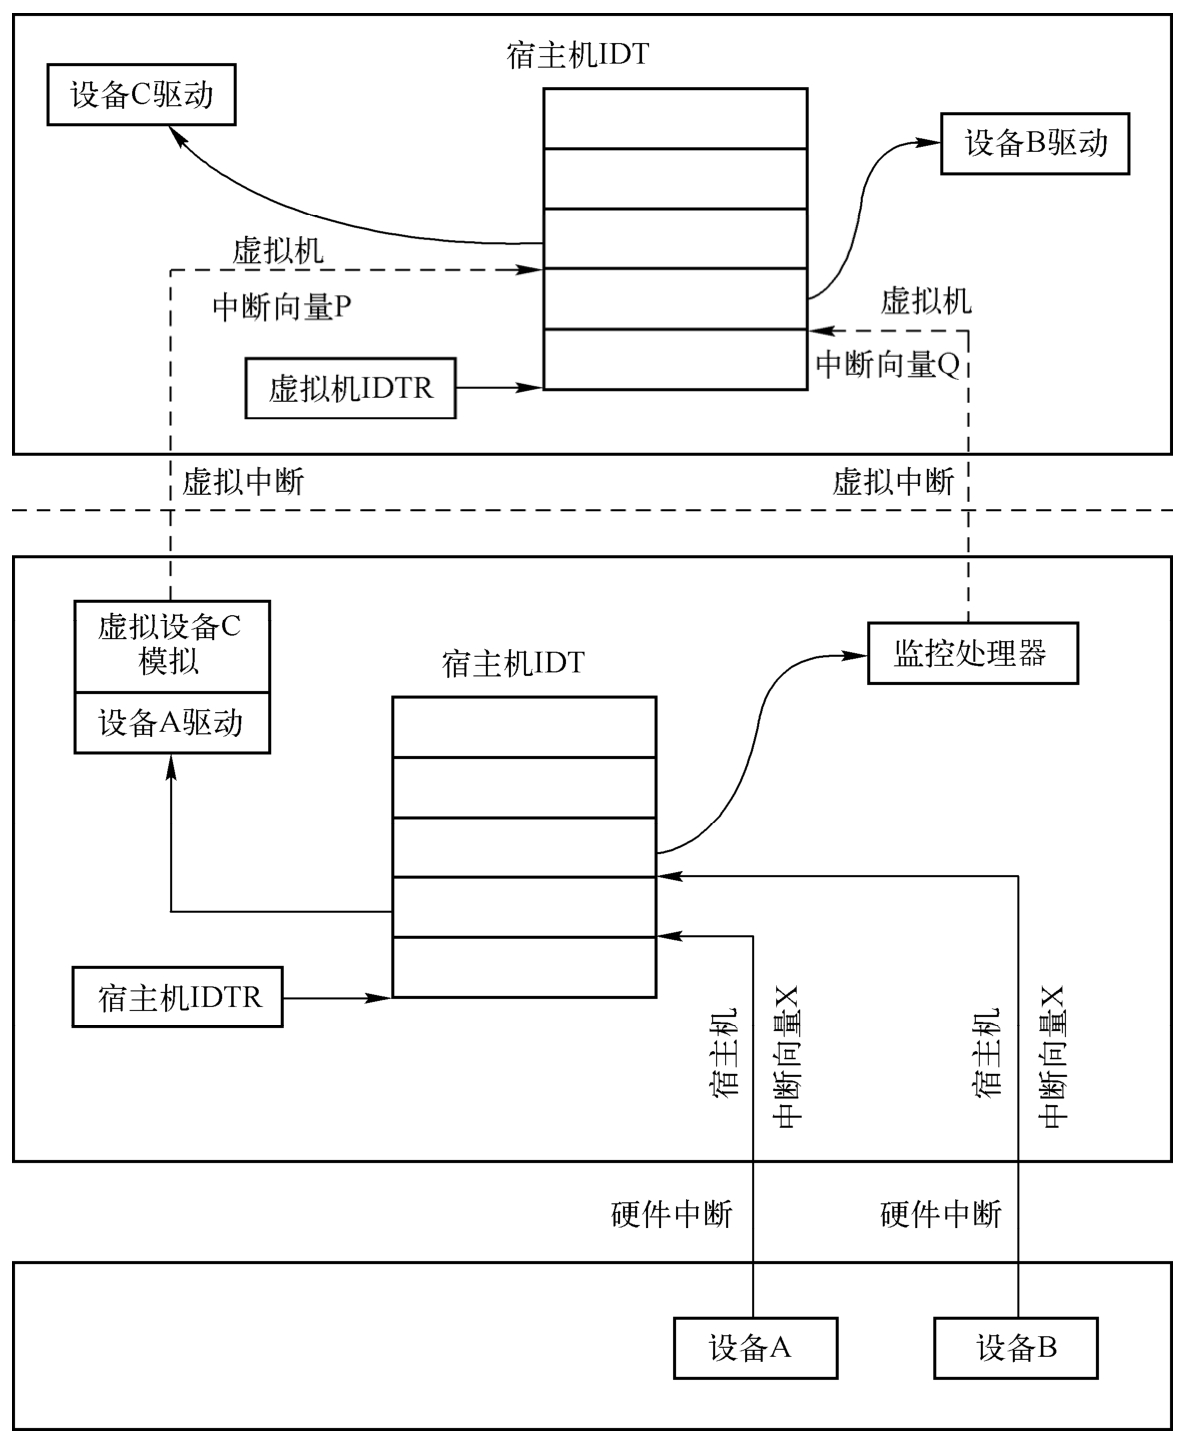 宿主机IDT
设备C驱动
设备B驱动
虚拟机
中断向量P
虚拟机
中断向量Q
虚拟机IDTR
虚拟中断
虚拟中断
虚拟设备C
模拟
设备A驱动
宿主机IDT
监控处理器
宿主机IDTR
宿主机
中断向量X
宿主机
中断向量X
硬件中断
硬件中断
设备A
设备B